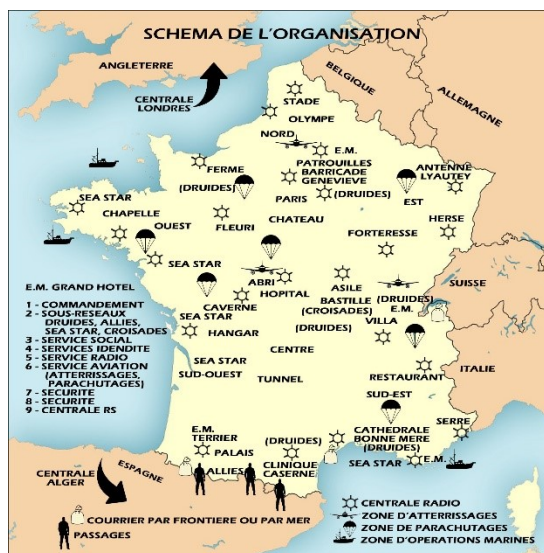 SCHEMA DE L'ORGANISATION
ANGLETERRE
CENTRALE
LONDRES
BELGIQUE
ALLEMAGNE
STADE
OLYMPE
NORD
E.M.
PATROUILLES
BARRICADE
GENEVIEVE
(DRUIDES)
PARIS
FERME
(DRUIDES)
ANTENNE
LYAUTEY
EST
SEA STAR
CHAPELLE
OUEST
FLEURI
CHATEAU
HERSE
FORTERESSE
SEA STAR
SUISSE
ABRI
HOPITAL
ASILE
BASTILLE
(CROISADES)
(DRUIDES)
(DRUIDES)
E.M.
VILLA
CAVERNE
SEA STAR
HANGAR
E.M. GRAND HOTEL
1 - COMMANDEMENT
2 - SOUS-RESEAUX
DRUIDES, ALLIES,
SEA STAR, CROISADES
3 - SERVICE SOCIAL
4 - SERVICES IDENDITE
5 - SERVICE RADIO
6 - SERVICE AVIATION
(ATTERRISSAGES,
PARACHUTAGES)
7 - SECURITE
8 - SECURITE
9 - CENTRALE RS
CENTRE
SEA STAR
SUD-OUEST
TUNNEL
RESTAURANT
ITALIE
SUD-EST
CATHEDRALE
BONNE MERE
(DRUIDES)
SERRE
SEA STAR
E.M.
E.M.
TERRIER
PALAIS
ALLIES
(DRUIDES)
CLINIQUE
CASERNE
CENTRALE
ALGER
ESPAGNE
COURRIER PAR FRONTIERE OU PAR MER
PASSAGES
CENTRALE RADIO
ZONE D'ATTERRISSAGES
ZONE DE PARACHUTAGES
ZONE D'OPERATIONS MARINES